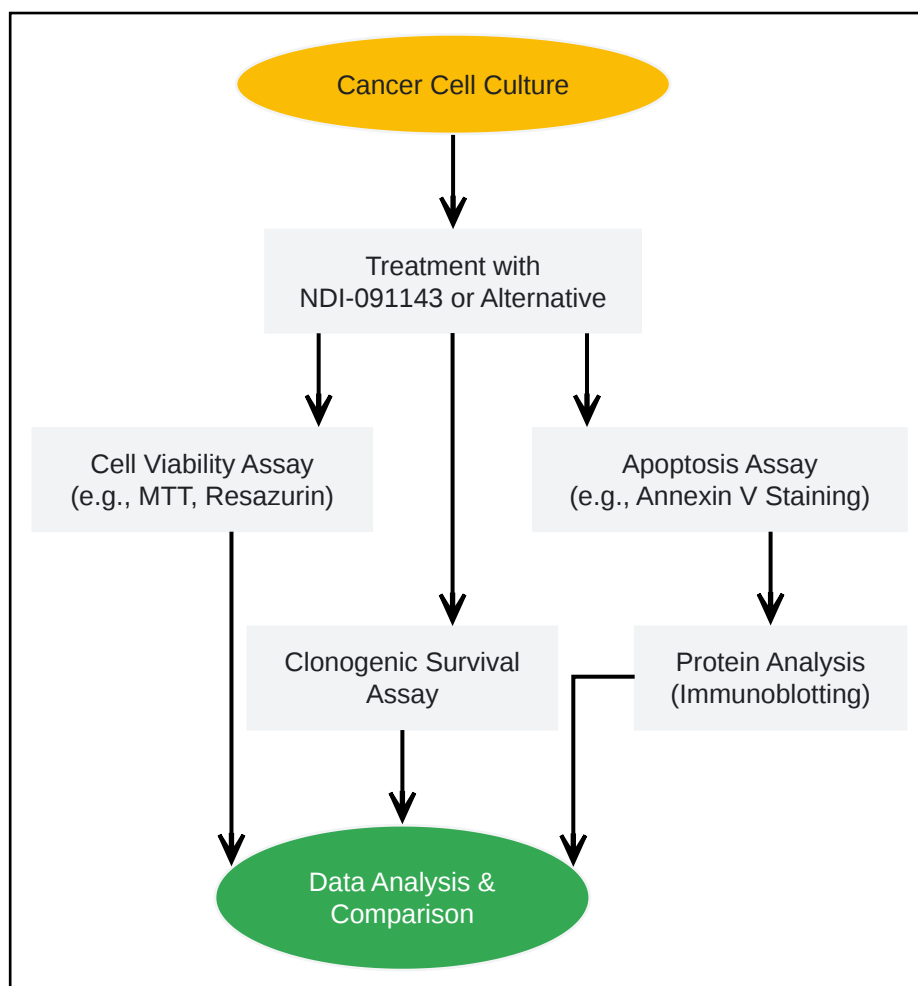 Cancer Cell Culture
Treatment with
NDI-091143 or Alternative
Cell Viability Assay
(e.g., MTT, Resazurin)
Apoptosis Assay
(e.g., Annexin V Staining)
Clonogenic Survival
Assay
Protein Analysis
(Immunoblotting)
Data Analysis &
Comparison